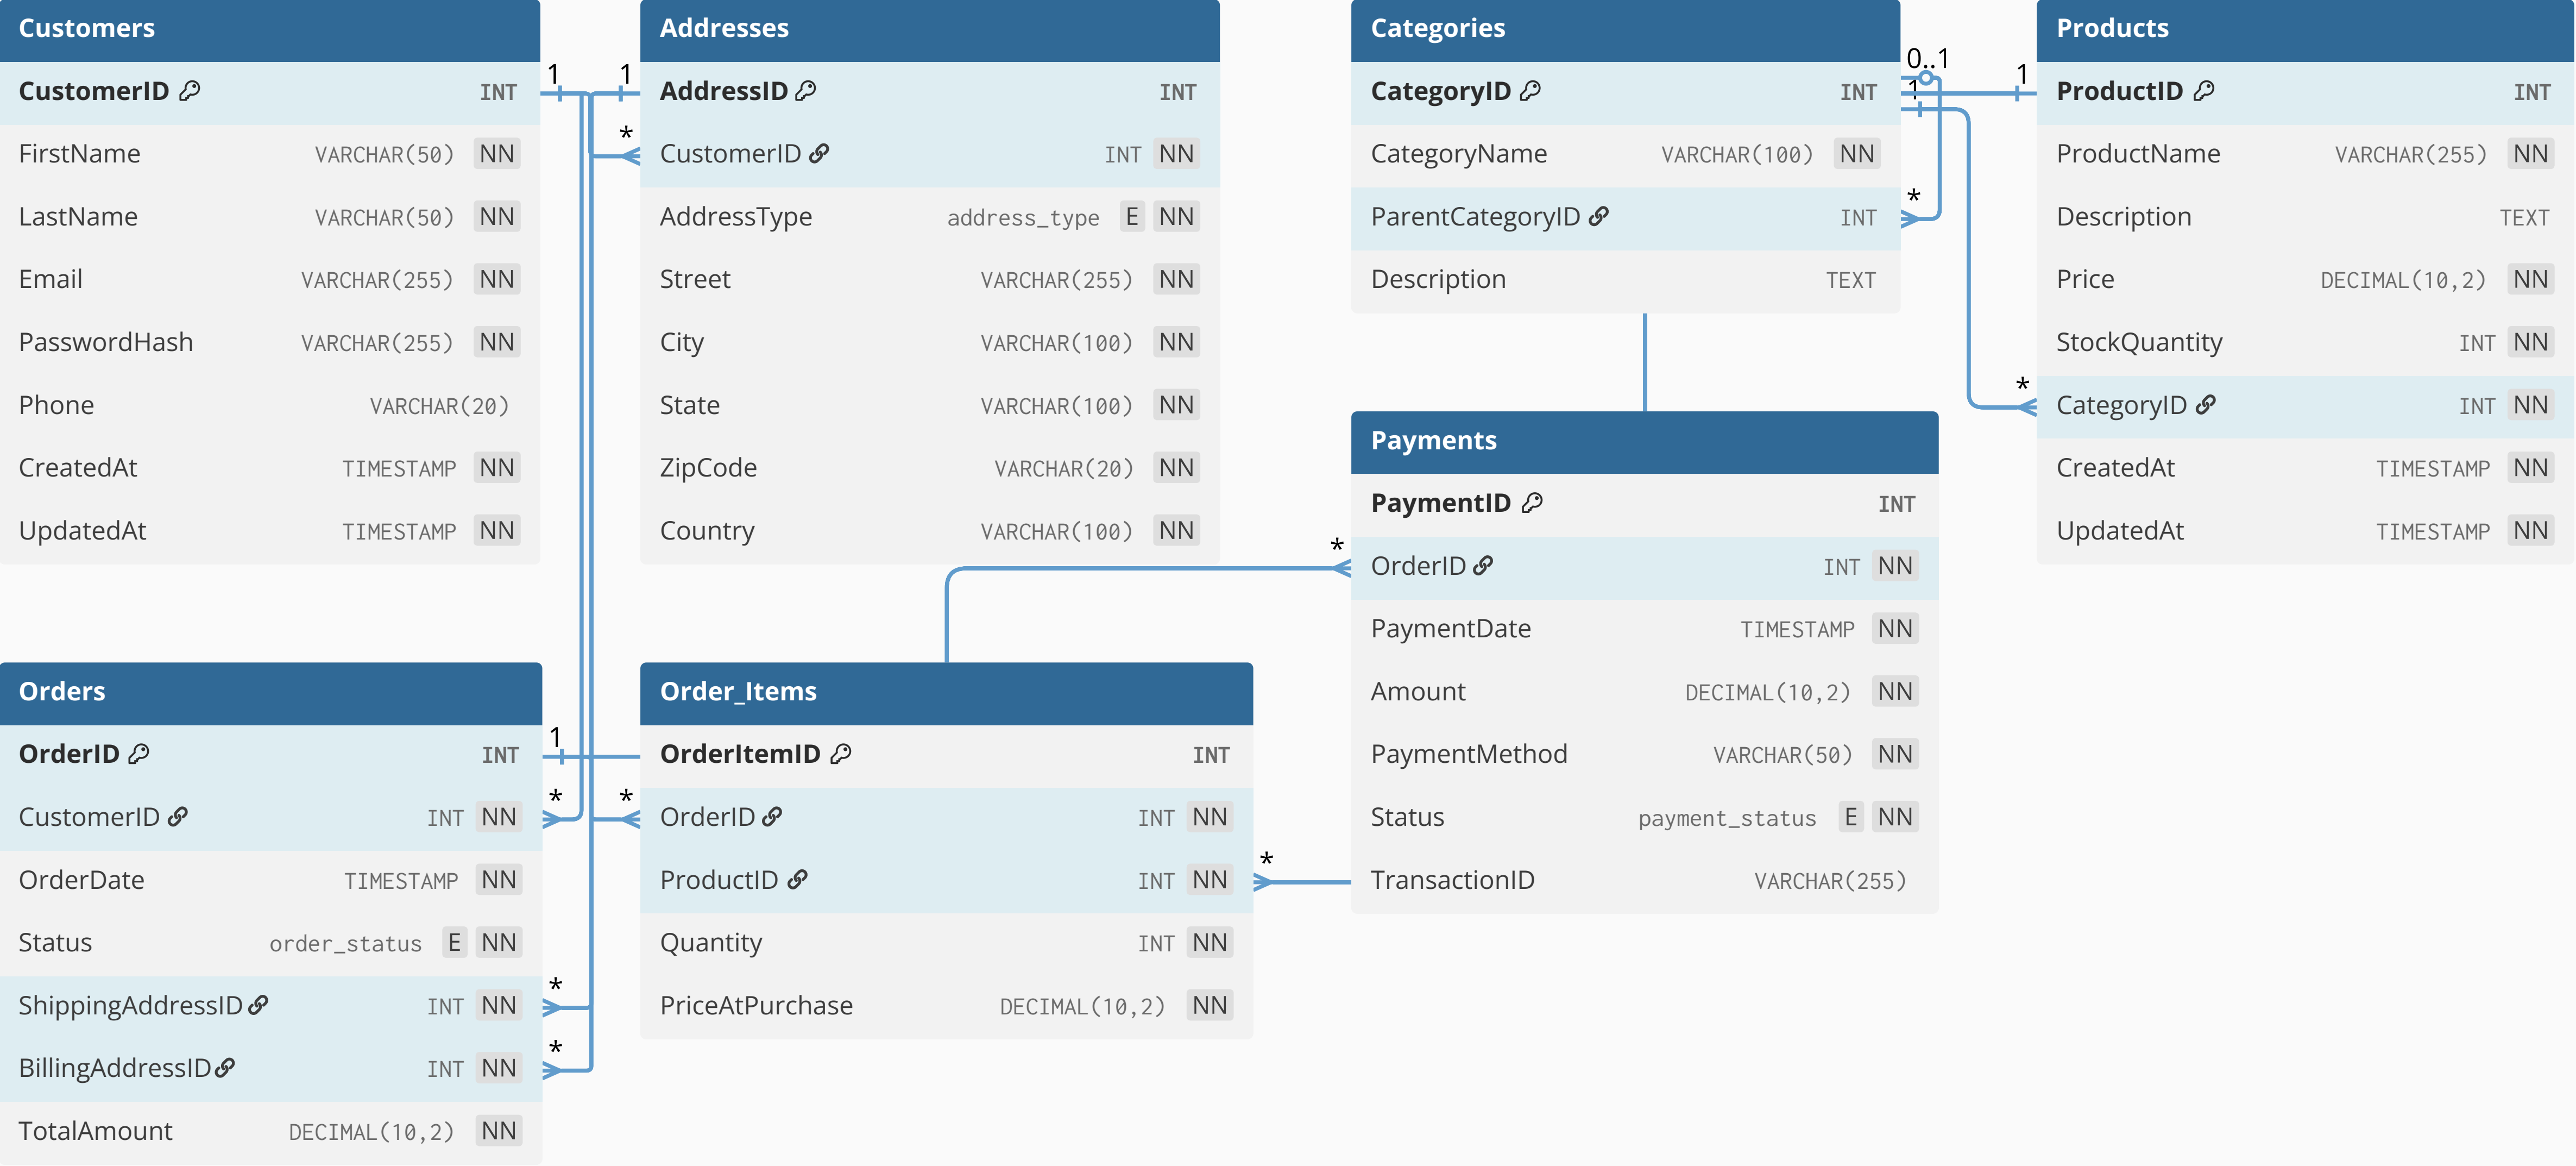 Customers
CustomerID INT
FirstName VARCHAR(50) NN
LastName VARCHAR(50) NN
Email VARCHAR(255) NN
PasswordHash VARCHAR(255) NN
Phone VARCHAR(20)
CreatedAt TIMESTAMP NN
UpdatedAt TIMESTAMP NN
1
1
*
Addresses
AddressID INT
CustomerID INT NN
AddressType address_type E NN
Street VARCHAR(255) NN
City VARCHAR(100) NN
State VARCHAR(100) NN
ZipCode VARCHAR(20) NN
Country VARCHAR(100) NN
Categories
CategoryID INT
CategoryName VARCHAR(100) NN
ParentCategoryID INT
Description TEXT
0..1
1
*
1
*
Products
ProductID INT
ProductName VARCHAR(255) NN
Description TEXT
Price DECIMAL(10,2) NN
StockQuantity INT NN
CategoryID INT NN
CreatedAt TIMESTAMP NN
UpdatedAt TIMESTAMP NN
*
Payments
PaymentID INT
OrderID INT NN
PaymentDate TIMESTAMP NN
Amount DECIMAL(10,2) NN
PaymentMethod VARCHAR(50) NN
Status payment_status E NN
TransactionID VARCHAR(255)
Orders
OrderID INT
CustomerID INT NN
OrderDate TIMESTAMP NN
Status order_status E NN
ShippingAddressID INT NN
BillingAddressID INT NN
TotalAmount DECIMAL(10,2) NN
1
*
*
*
*
Order_Items
OrderItemID INT
OrderID INT NN
ProductID INT NN
Quantity INT NN
PriceAtPurchase DECIMAL(10,2) NN
*